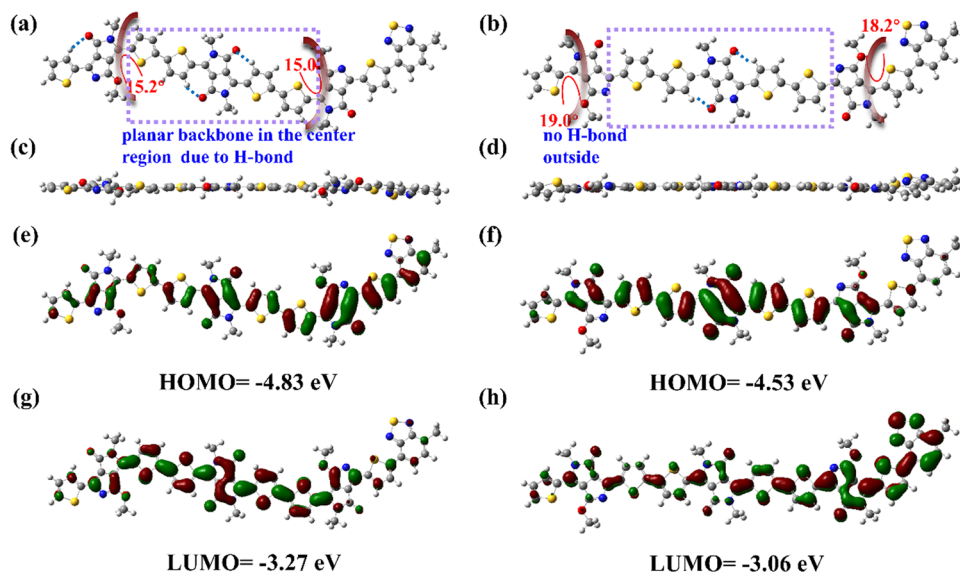 (a)
(b)
18.2°
15.2°
15.0
19.0°
planar backbone in the center
region due to H-bond
no H-bond
outside
(c)
(d)
(e)
(f)
HOMO= -4.83 eV
HOMO= -4.53 eV
(g)
(h)
LUMO= -3.27 eV
LUMO= -3.06 eV